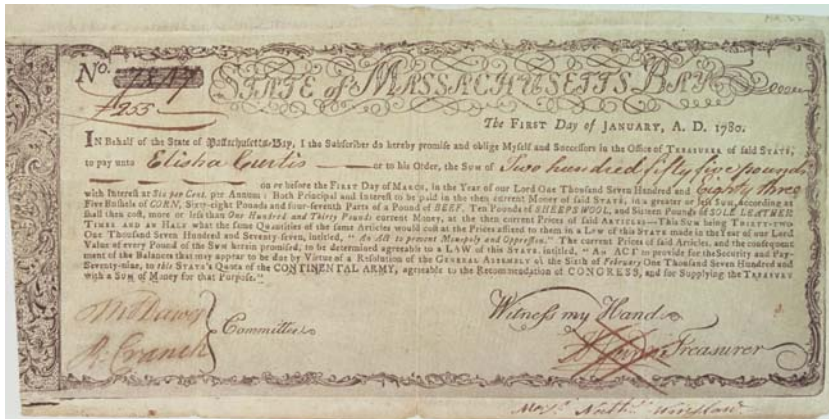 No. 2847 STATE of MASSACHUSETTS BAY
£255
The FIRST Day of JANUARY, A. D. 1780.
IN Behalf of the State of Massachusetts-Bay, I the Subscriber do hereby promise and oblige Myself and Successors in the Office of TREASURER of said STATE,
to pay unto Elisha Curtis or to his Order, the SUM of Two hundred fifty five pounds
on or before the FIRST Day of MARCH, in the Year of our Lord One Thousand Seven Hundred and Eighty three
with Interest at Six per Cent. per Annum: Both Principal and Interest to be paid in the then current Money of said STATE, in a greater or less SUM, according as
Five Bushels of CORN, Sixty-eight Pounds and four-seventh Parts of a Pound of BEEF, Ten Pounds of SHEEPSWOOL, and Sixteen Pounds of SOLE LEATHER
shall then cost, more or less than One Hundred and Thirty Pounds current Money, at the then current Prices of said ARTICLES—This SUM being THIRTY-TWO
TIMES AND AN HALF what the same Quantities of the same Articles would cost at the Prices affixed to them in a LAW of this STATE made in the Year of our Lord
One Thousand Seven Hundred and Seventy-seven, intitled, "An Act to prevent Monopoly and Oppression." The current Prices of said Articles, and the consequent
Value of every Pound of the SUM herein promised, to be determined agreeable to a LAW of this STATE, intitled, "An ACT to provide for the Security and Pay-
ment of the Balances that may appear to be due by Virtue of a Resolution of the GENERAL ASSEMBLY of the Sixth of February One Thousand Seven Hundred and
Seventy-nine, to this STATE's Quota of the CONTINENTAL ARMY, agreeable to the Recommendation of CONGRESS, and for Supplying the TREASURY
with a SUM of Money for that Purpose."
Witness my Hand
Tho Dawes
R. Cranch
Committee
Treasurer